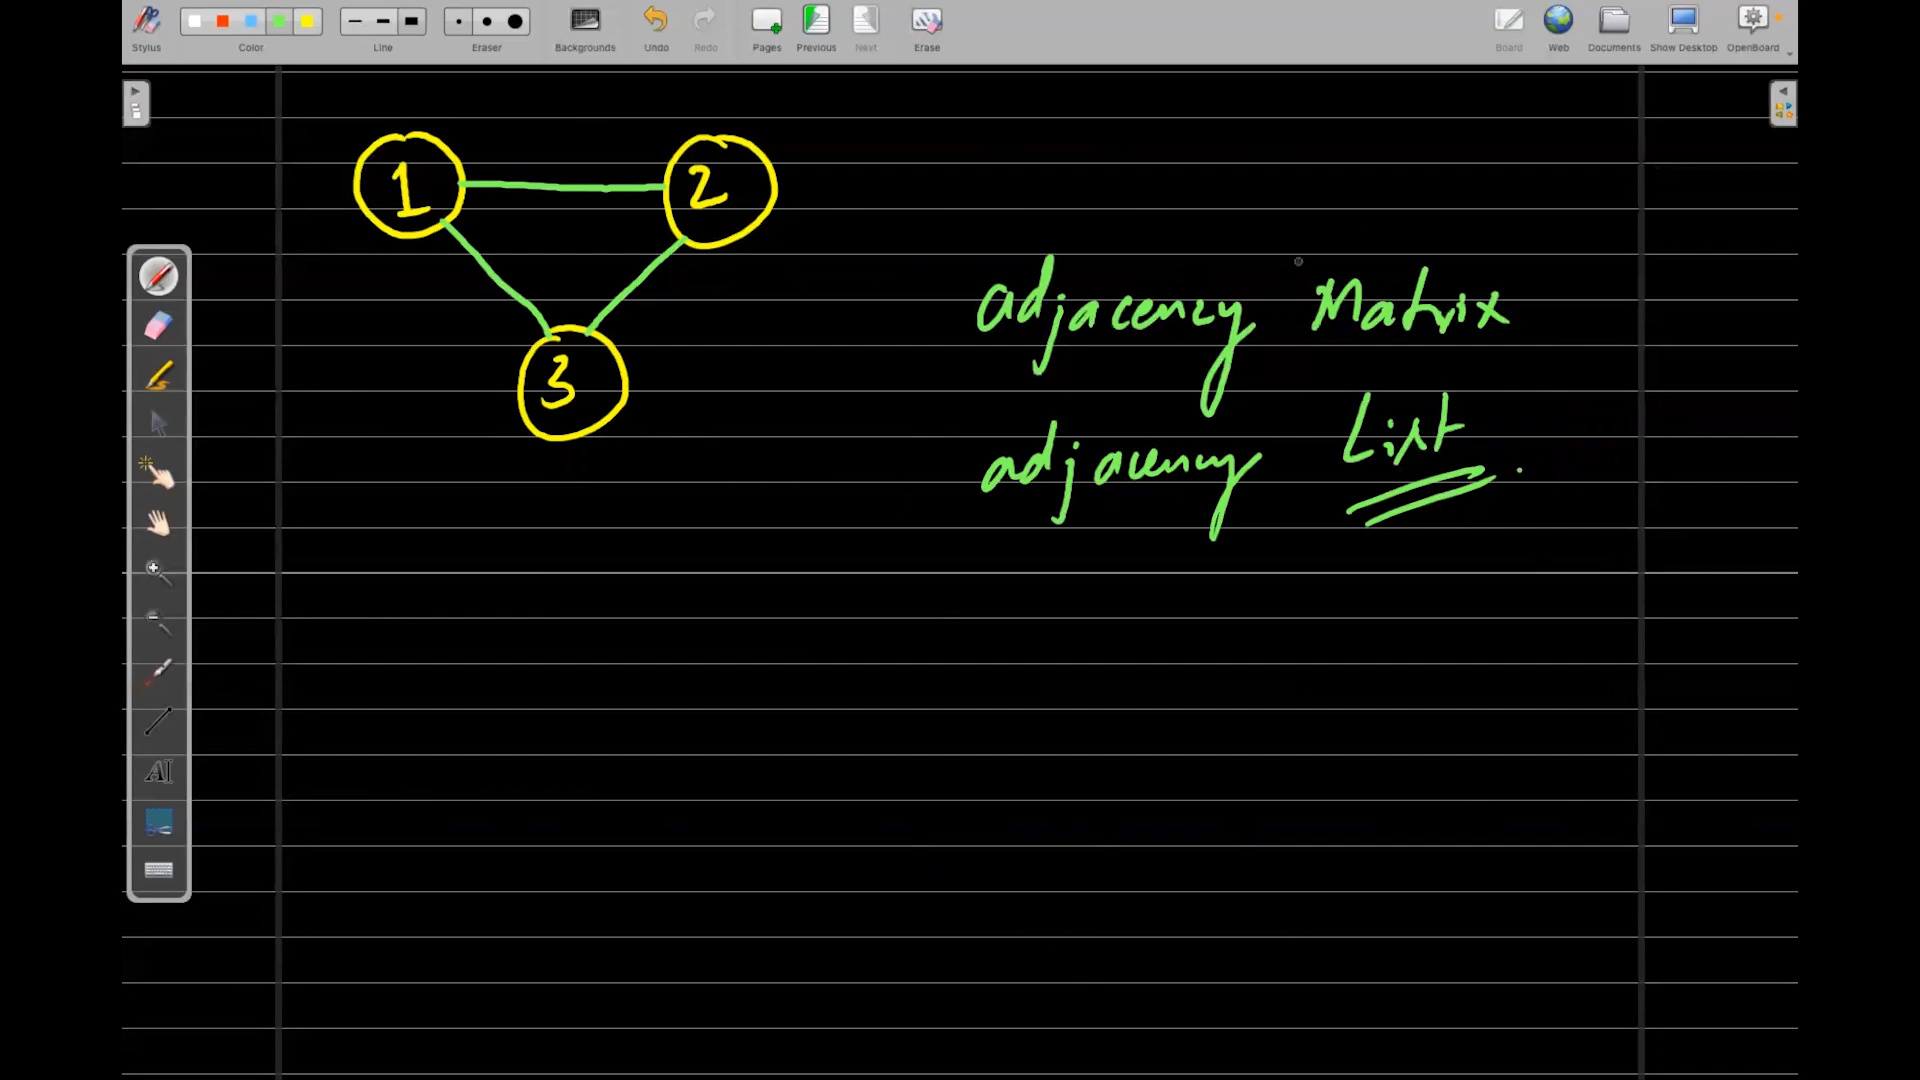 Stylus Color Line Eraser Backgrounds Undo Redo Pages Previous Next Erase Board Web Documents Show Desktop OpenBoard
1 2
3
adjacency Matrix
adjacency List
AI